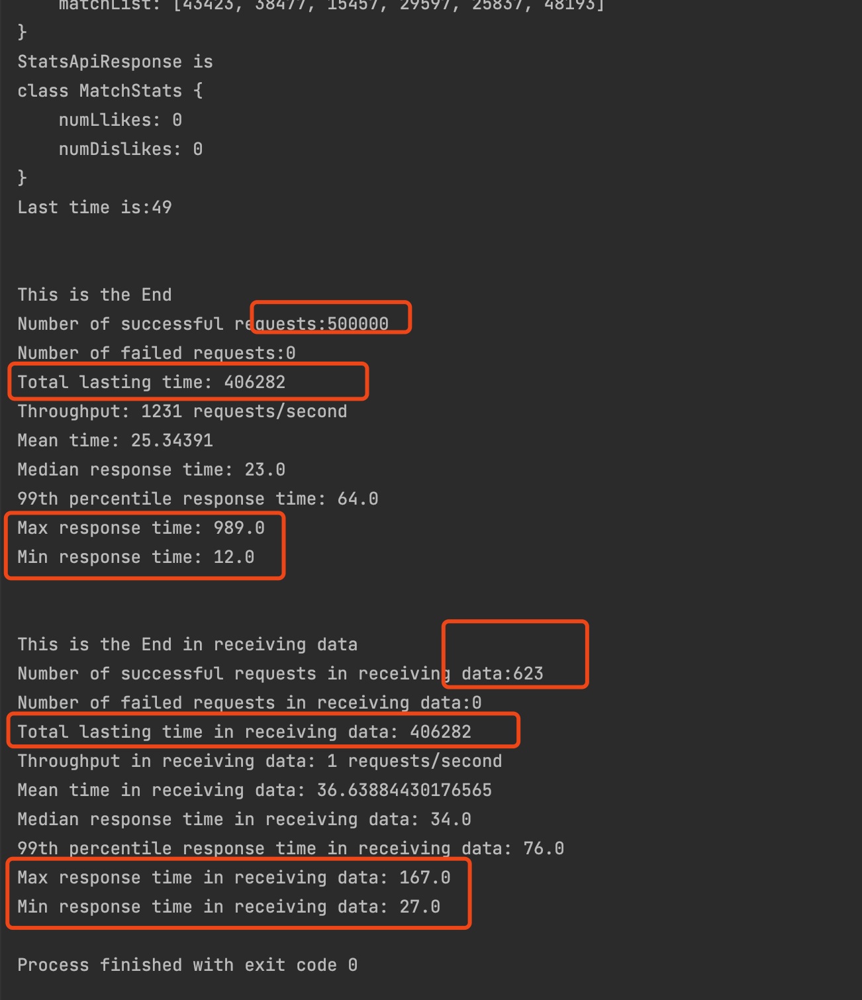 matchList: [43423, 38477, 15457, 29597, 25837, 48193]
}
StatsApiResponse is
class MatchStats {
    numLlikes: 0
    numDislikes: 0
}
Last time is:49
This is the End
Number of successful requests:500000
Number of failed requests:0
Total lasting time: 406282
Throughput: 1231 requests/second
Mean time: 25.34391
Median response time: 23.0
99th percentile response time: 64.0
Max response time: 989.0
Min response time: 12.0
This is the End in receiving data
Number of successful requests in receiving data:623
Number of failed requests in receiving data:0
Total lasting time in receiving data: 406282
Throughput in receiving data: 1 requests/second
Mean time in receiving data: 36.63884430176565
Median response time in receiving data: 34.0
99th percentile response time in receiving data: 76.0
Max response time in receiving data: 167.0
Min response time in receiving data: 27.0
Process finished with exit code 0